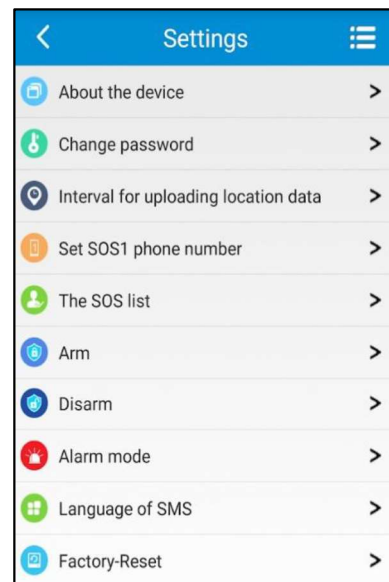 Settings
About the device
Change password
Interval for uploading location data
Set SOS1 phone number
The SOS list
Arm
Disarm
Alarm mode
Language of SMS
Factory-Reset